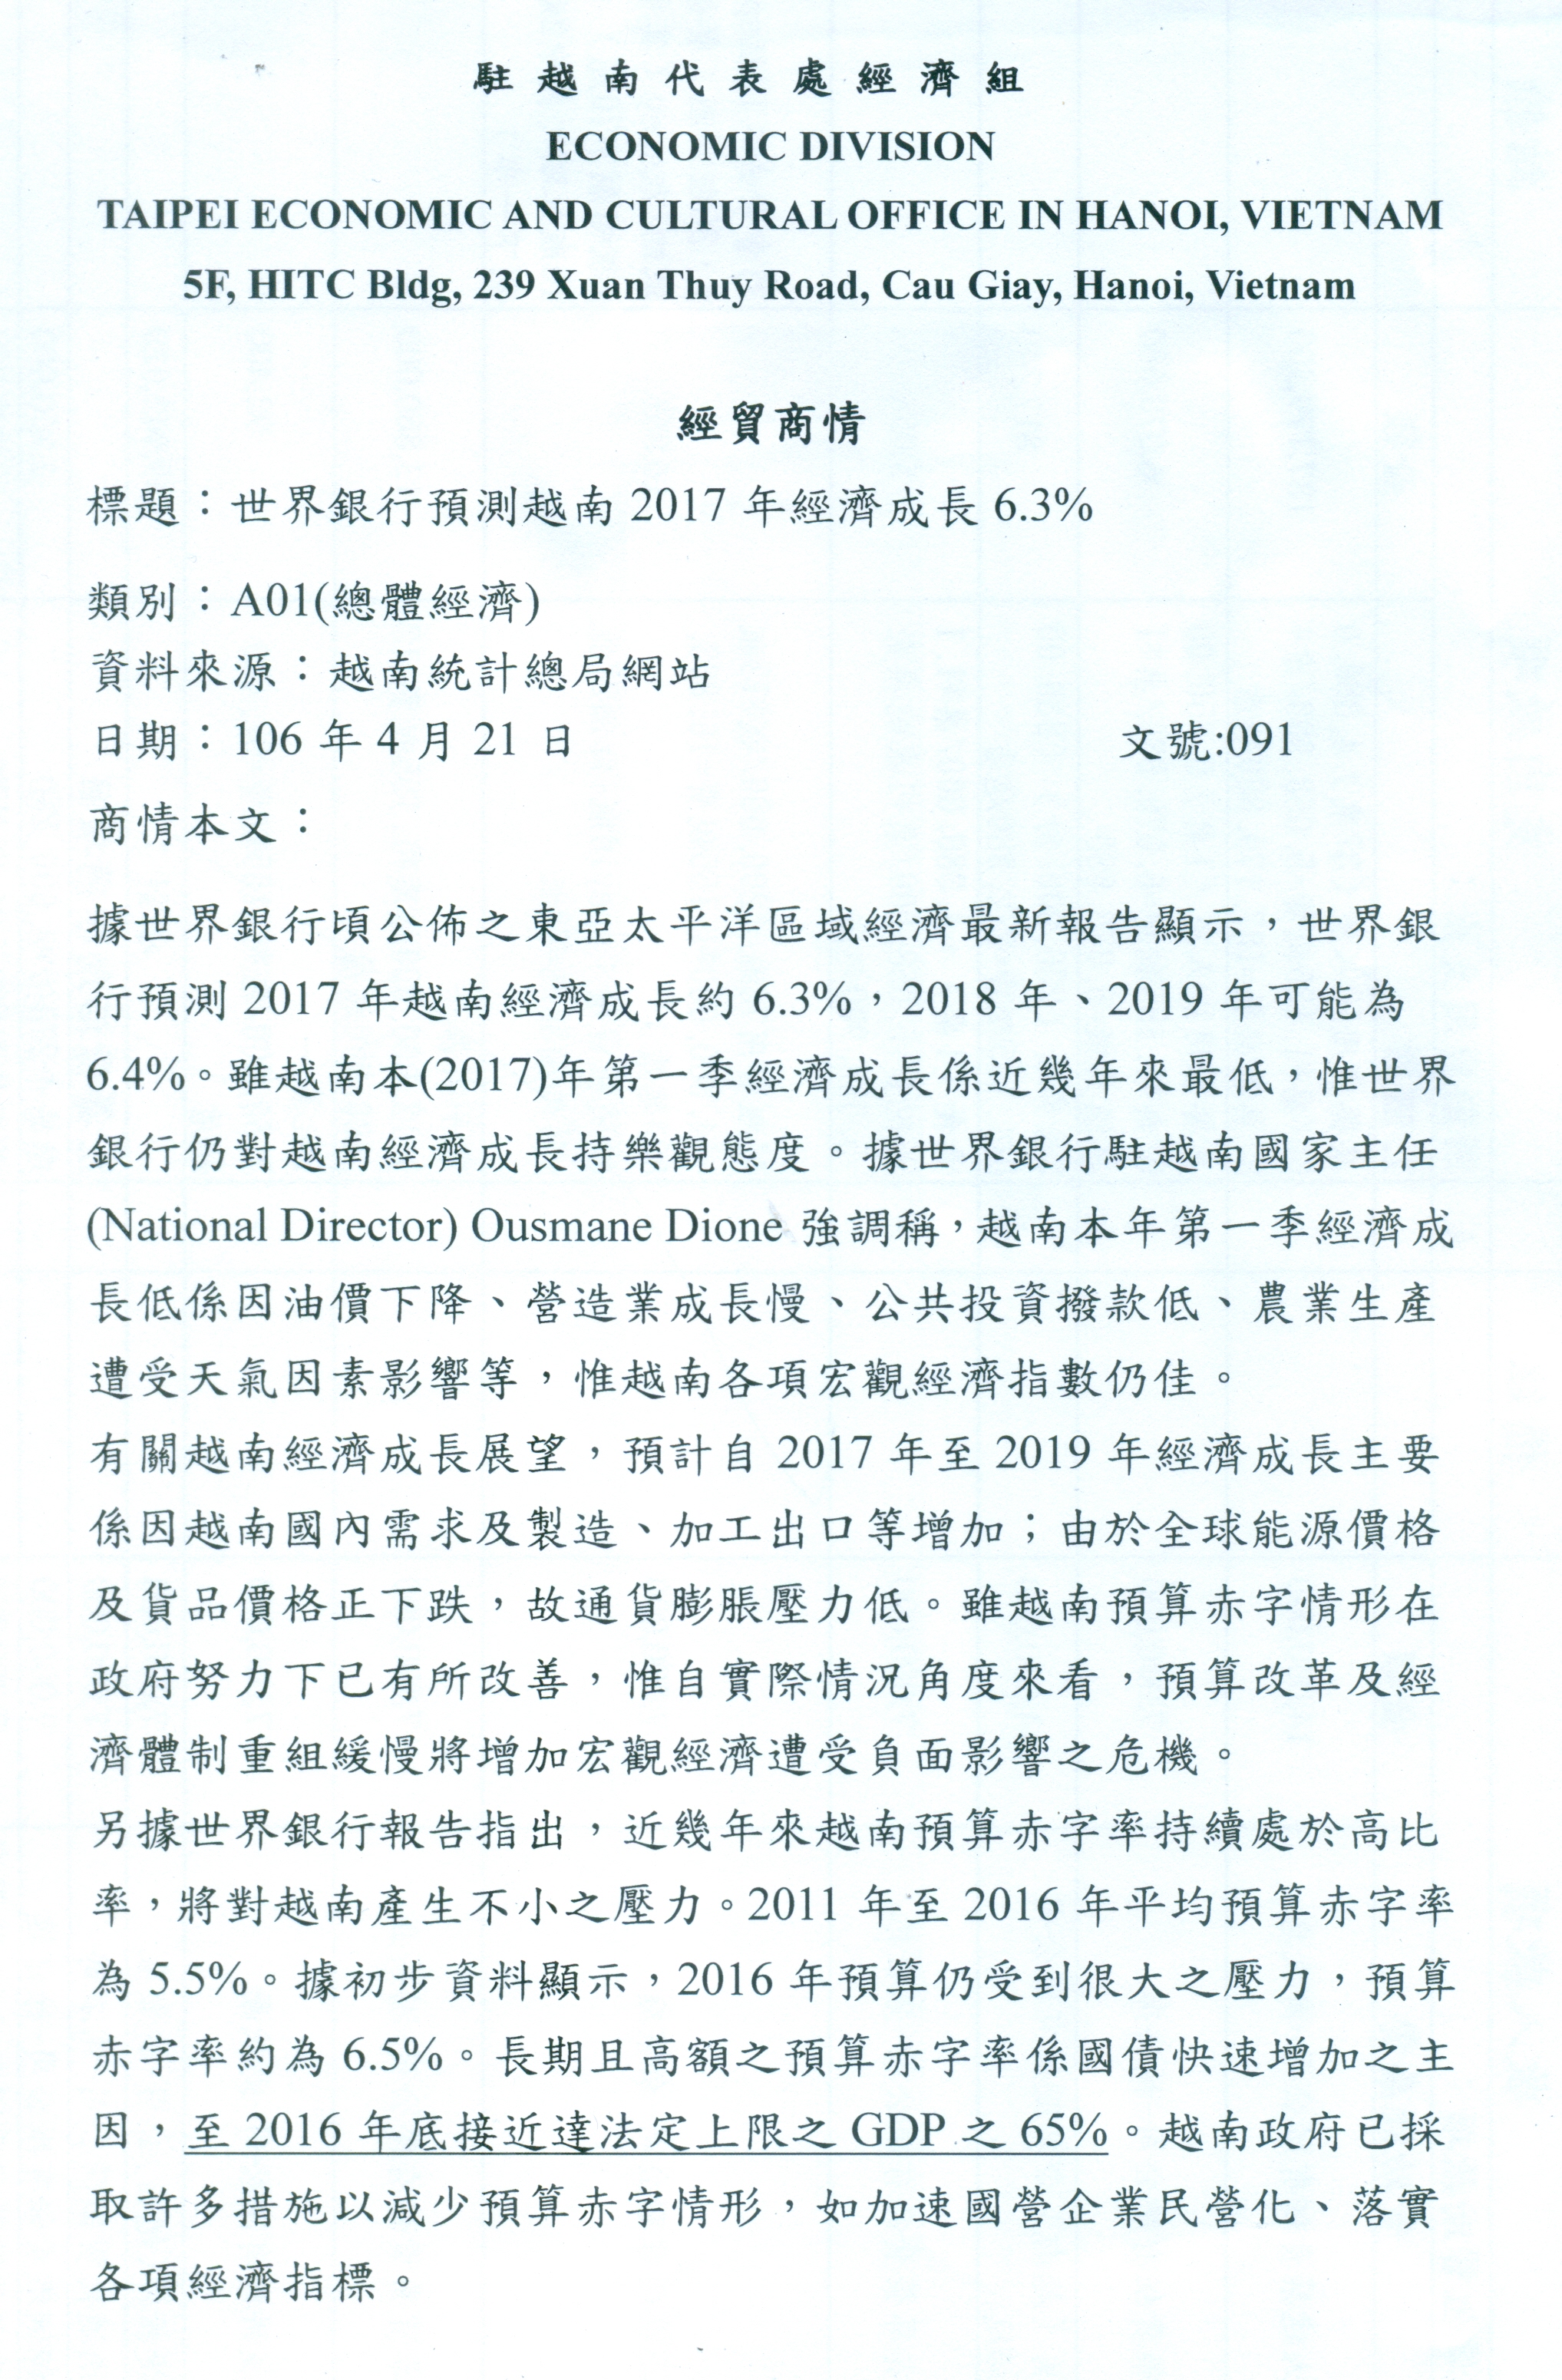 駐越南代表處經濟組
ECONOMIC DIVISION
TAIPEI ECONOMIC AND CULTURAL OFFICE IN HANOI, VIETNAM
5F, HITC Bldg, 239 Xuan Thuy Road, Cau Giay, Hanoi, Vietnam
經貿商情
標題：世界銀行預測越南 2017 年經濟成長 6.3%
類別：A01(總體經濟)
資料來源：越南統計總局網站
日期：106 年 4 月 21 日 文號:091
商情本文：
據世界銀行頃公佈之東亞太平洋區域經濟最新報告顯示，世界銀
行預測 2017 年越南經濟成長約 6.3%，2018 年、2019 年可能為
6.4%。雖越南本(2017)年第一季經濟成長係近幾年來最低，惟世界
銀行仍對越南經濟成長持樂觀態度。據世界銀行駐越南國家主任
(National Director) Ousmane Dione 強調稱，越南本年第一季經濟成
長低係因油價下降、營造業成長慢、公共投資撥款低、農業生產
遭受天氣因素影響等，惟越南各項宏觀經濟指數仍佳。
有關越南經濟成長展望，預計自 2017 年至 2019 年經濟成長主要
係因越南國內需求及製造、加工出口等增加；由於全球能源價格
及貨品價格正下跌，故通貨膨脹壓力低。雖越南預算赤字情形在
政府努力下已有所改善，惟自實際情況角度來看，預算改革及經
濟體制重組緩慢將增加宏觀經濟遭受負面影響之危機。
另據世界銀行報告指出，近幾年來越南預算赤字率持續處於高比
率，將對越南產生不小之壓力。2011 年至 2016 年平均預算赤字率
為 5.5%。據初步資料顯示，2016 年預算仍受到很大之壓力，預算
赤字率約為 6.5%。長期且高額之預算赤字率係國債快速增加之主
因，至 2016 年底接近達法定上限之 GDP 之 65%。越南政府已採
取許多措施以減少預算赤字情形，如加速國營企業民營化、落實
各項經濟指標。